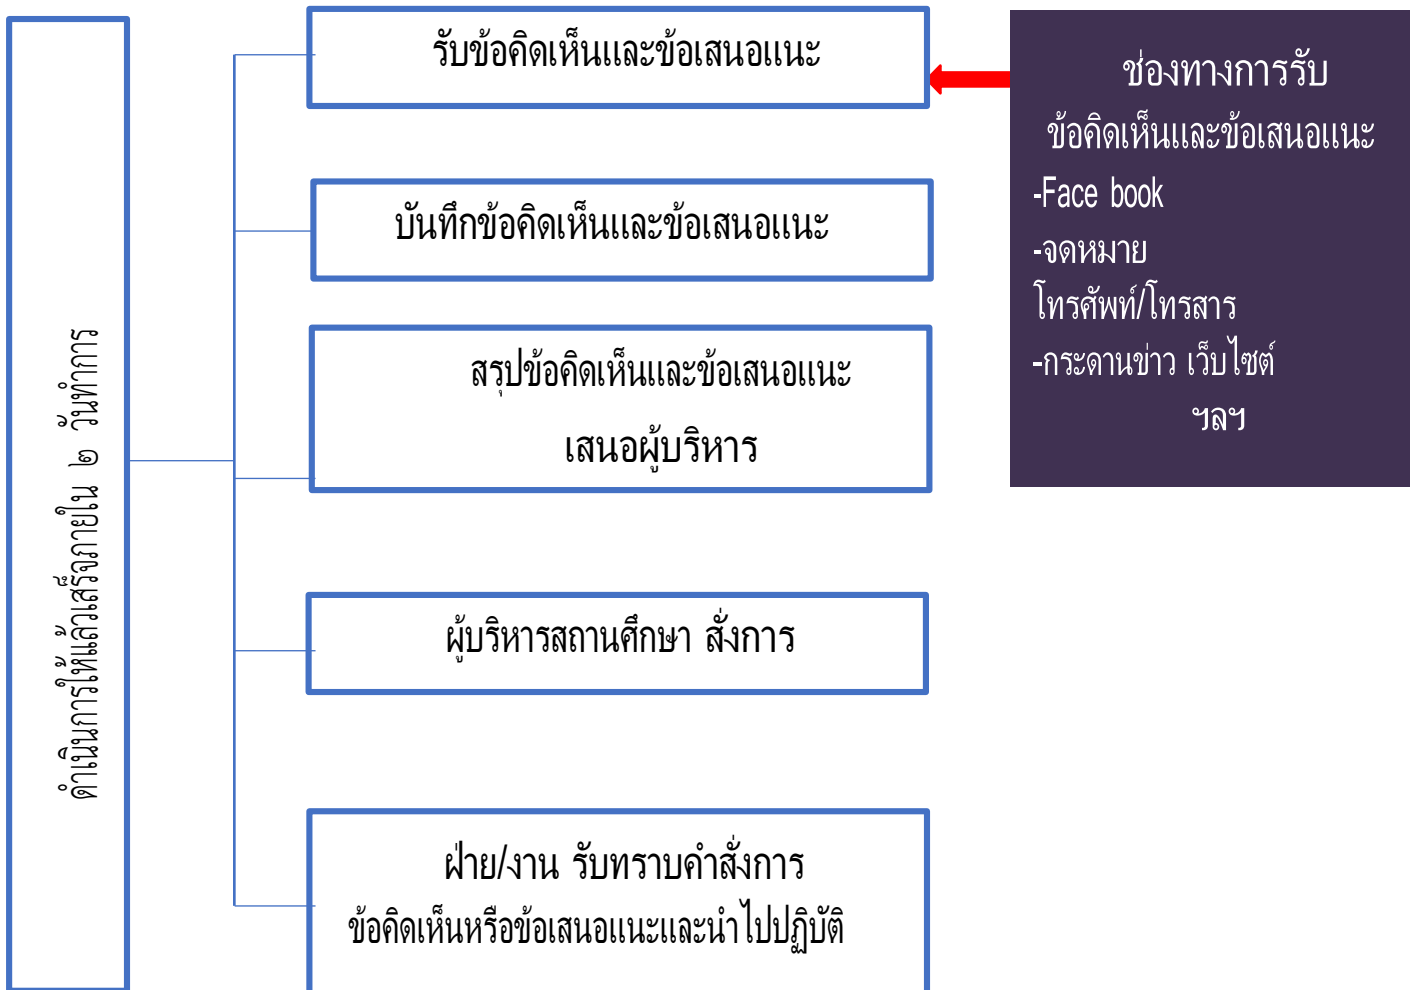 ดำเนินการให้แล้วเสร็จภายใน ๒ วันทำการ
รับข้อคิดเห็นและข้อเสนอแนะ
บันทึกข้อคิดเห็นและข้อเสนอแนะ
สรุปข้อคิดเห็นและข้อเสนอแนะ
เสนอผู้บริหาร
ผู้บริหารสถานศึกษา สั่งการ
ฝ่าย/งาน รับทราบคำสั่งการ
ข้อคิดเห็นหรือข้อเสนอแนะและนำไปปฏิบัติ
ช่องทางการรับ
ข้อคิดเห็นและข้อเสนอแนะ
-Face book
-จดหมาย
โทรศัพท์/โทรสาร
-กระดานข่าว เว็บไซต์
ฯลฯ